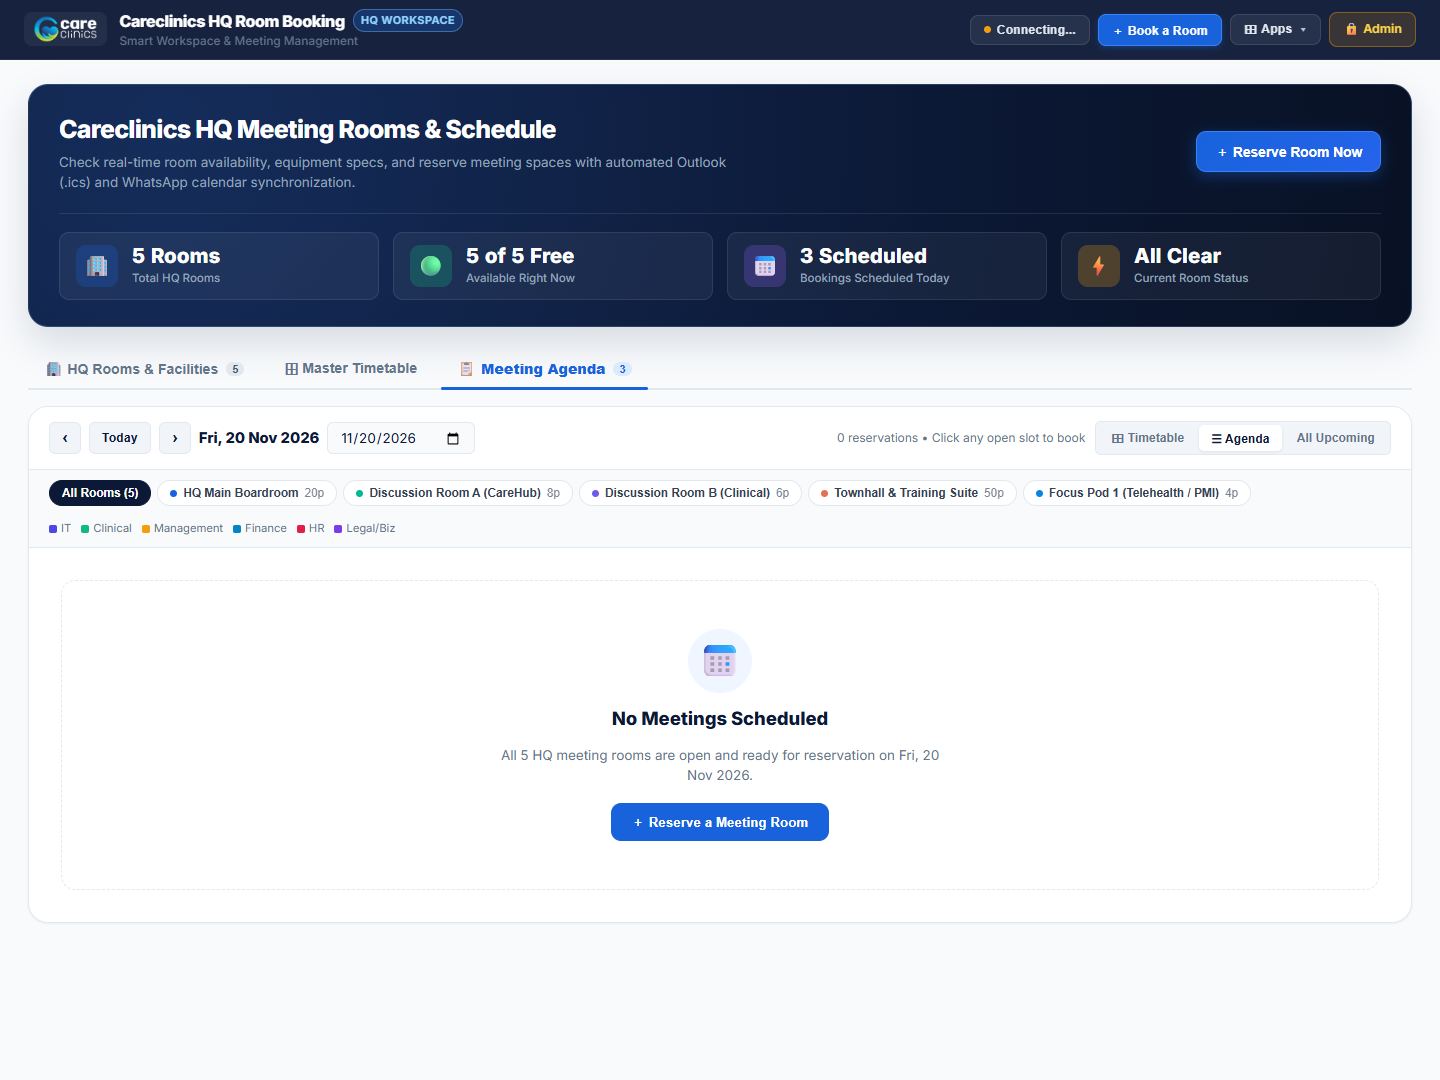 care
clinics
Careclinics HQ Room Booking
HQ WORKSPACE
Smart Workspace & Meeting Management
Connecting...
+ Book a Room
Apps
Admin
Careclinics HQ Meeting Rooms & Schedule
Check real-time room availability, equipment specs, and reserve meeting spaces with automated Outlook
(.ics) and WhatsApp calendar synchronization.
+ Reserve Room Now
5 Rooms
Total HQ Rooms
5 of 5 Free
Available Right Now
3 Scheduled
Bookings Scheduled Today
All Clear
Current Room Status
HQ Rooms & Facilities 5
Master Timetable
Meeting Agenda 3
‹
Today
›
Fri, 20 Nov 2026
11/20/2026
0 reservations • Click any open slot to book
Timetable
Agenda
All Upcoming
All Rooms (5)
HQ Main Boardroom 20p
Discussion Room A (CareHub) 8p
Discussion Room B (Clinical) 6p
Townhall & Training Suite 50p
Focus Pod 1 (Telehealth / PMI) 4p
IT
Clinical
Management
Finance
HR
Legal/Biz
No Meetings Scheduled
All 5 HQ meeting rooms are open and ready for reservation on Fri, 20
Nov 2026.
+ Reserve a Meeting Room